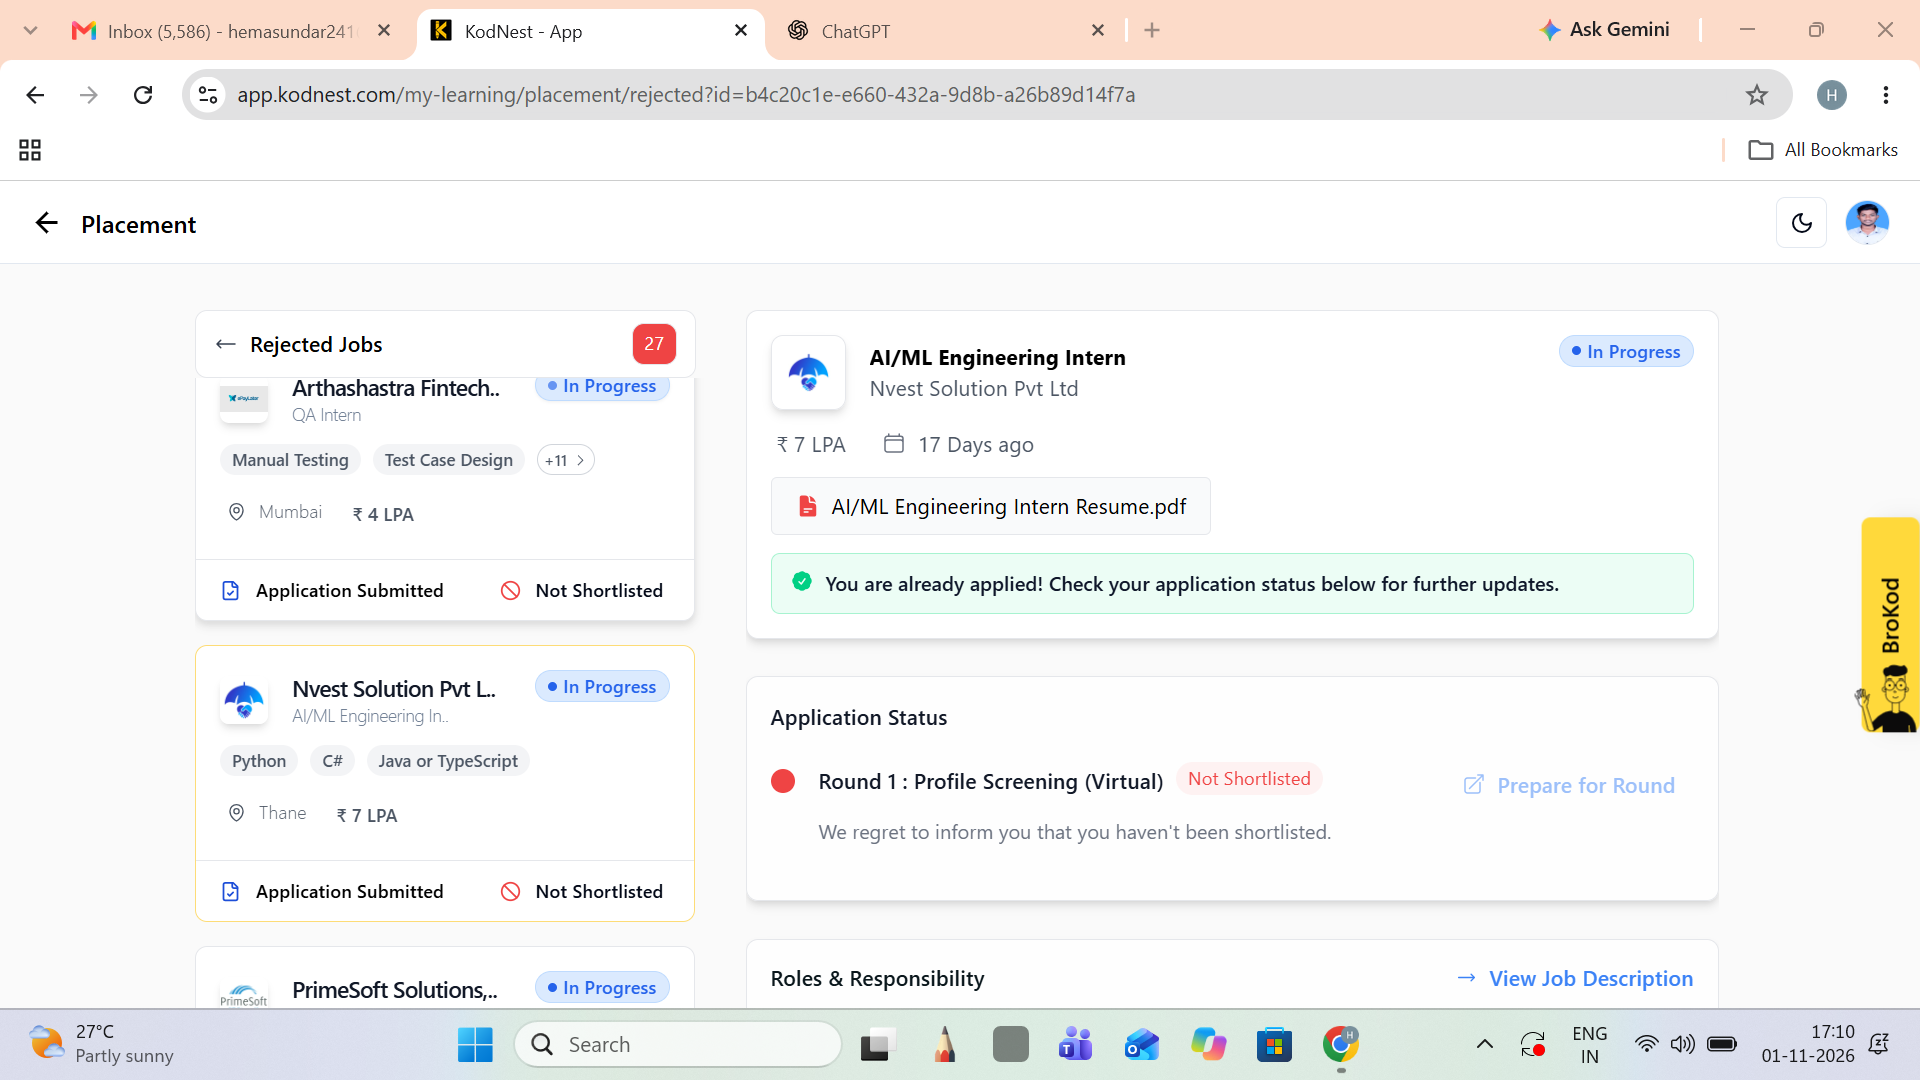 Inbox (5,586) - hemasundar241
KodNest - App
ChatGPT
Ask Gemini
app.kodnest.com/my-learning/placement/rejected?id=b4c20c1e-e660-432a-9d8b-a26b89d14f7a
H
All Bookmarks
Placement
Rejected Jobs
27
Arthashastra Fintech..
In Progress
QA Intern
Manual Testing
Test Case Design
+11 >
Mumbai
₹ 4 LPA
Application Submitted
Not Shortlisted
Nvest Solution Pvt L..
In Progress
AI/ML Engineering In..
Python
C#
Java or TypeScript
Thane
₹ 7 LPA
Application Submitted
Not Shortlisted
PrimeSoft
PrimeSoft Solutions,..
In Progress
AI/ML Engineering Intern
In Progress
Nvest Solution Pvt Ltd
₹ 7 LPA
17 Days ago
AI/ML Engineering Intern Resume.pdf
You are already applied! Check your application status below for further updates.
Application Status
Round 1 : Profile Screening (Virtual)
Not Shortlisted
Prepare for Round
We regret to inform you that you haven't been shortlisted.
Roles & Responsibility
View Job Description
BroKod
27°C
Partly sunny
Search
H
ENG
IN
17:10
01-11-2026